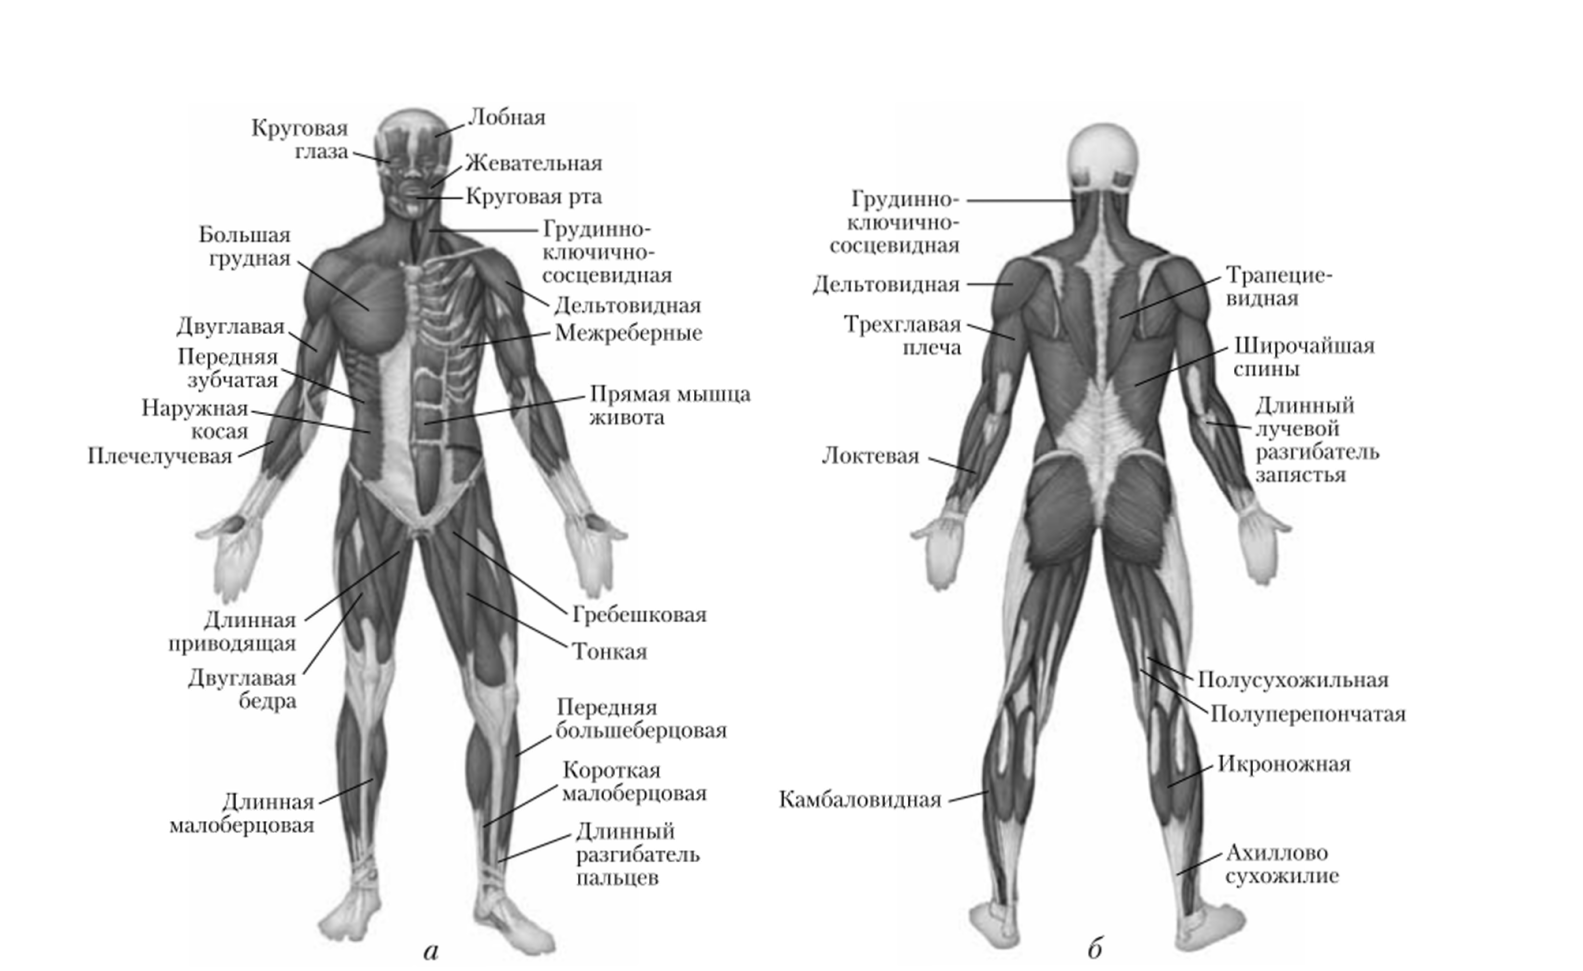 Круговая
глаза
Лобная
Жевательная
Круговая рта
Большая
грудная
Грудинно-
ключично-
сосцевидная
Дельтовидная
Межреберные
Двуглавая
Передняя
зубчатая
Наружная
косая
Плечелучевая
Прямая мышца
живота
Длинная
приводящая
Двуглавая
бедра
Гребешковая
Тонкая
Передняя
большеберцовая
Короткая
малоберцовая
Длинная
малоберцовая
Длинный
разгибатель
пальцев
а
Грудинно-
ключично-
сосцевидная
Дельтовидная
Трехглавая
плеча
Локтевая
Трапецие-
видная
Широчайшая
спины
Длинный
лучевой
разгибатель
запястья
Полусухожильная
Полуперепончатая
Икроножная
Камбаловидная
Ахиллово
сухожилие
б